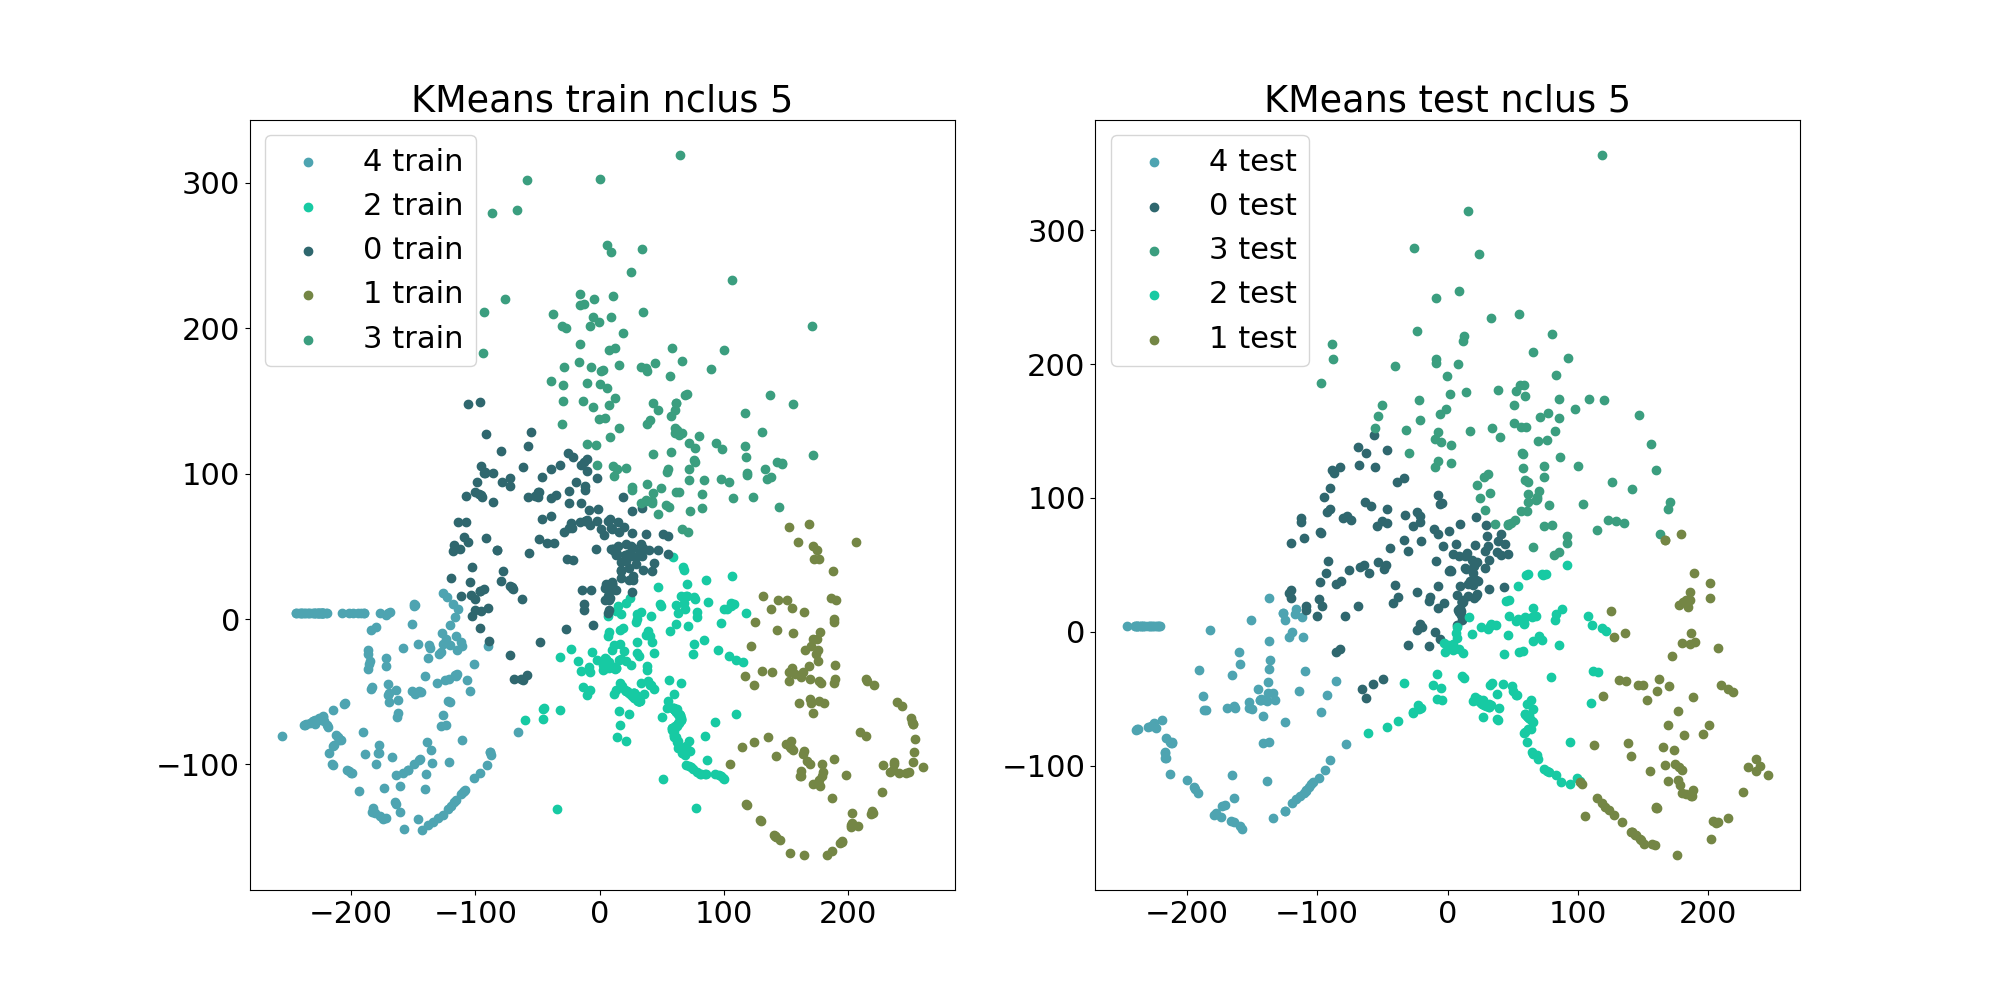 KMeans train nclus 5
4 train
2 train
0 train
1 train
3 train
300
200
100
0
−100
−200 −100 0 100 200
KMeans test nclus 5
4 test
0 test
3 test
2 test
1 test
300
200
100
0
−100
−200 −100 0 100 200